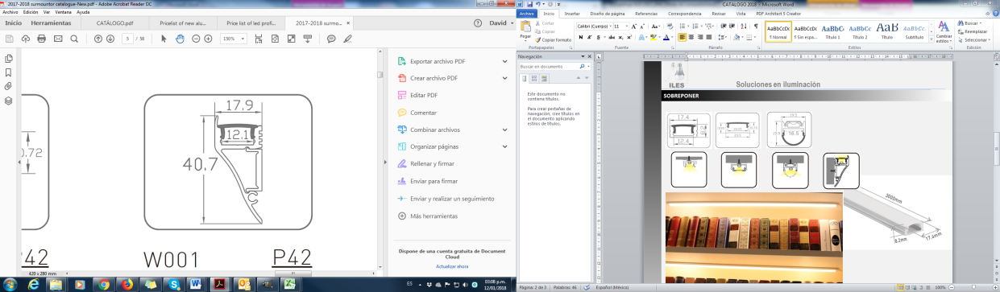 2017-2018 surmountor catalogue-New.pdf - Adobe Acrobat Reader DC
Archivo Edición Ver Ventana Ayuda
Inicio Herramientas CATÁLOGO.pdf Pricelist of new alu... Price list of led profi... 2017-2018 surmo... × David
5 / 58 150%
17.9
12.1
40.7
0.72
42
W001 P42
420 x 280 mm
Exportar archivo PDF
Crear archivo PDF
Editar PDF
Comentar
Combinar archivos
Organizar páginas
Rellenar y firmar
Enviar para firmar
Enviar y realizar un seguimiento
Más herramientas
Dispone de una cuenta gratuita de Document
Cloud
Actualizar ahora
ES 03:08 p.m.
12/01/2018
CATALOGO 2018 - Microsoft Word
Archivo Inicio Insertar Diseño de página Referencias Correspondencia Revisar Vista PDF Architect 5 Creator
Pegar Cortar
Copiar
Copiar formato
Portapapeles
Calibri (Cuerpo) 11
Fuente
Párrafo
AaBbCcDc AaBbCcDc AaBbC AaBbCc AaB AaBbCc.
¶ Normal ¶ Sin espa... Título 1 Título 2 Título Subtítulo
Estilos
Cambiar
estilos
Buscar
Reemplazar
Seleccionar
Edición
Navegación
Buscar en documento
Este documento no
contiene títulos.
Para crear pestañas de
navegación, cree títulos en
el documento aplicando
estilos de títulos.
ILES Soluciones en iluminación
SOBREPONER
17.4
8.2
12.4
19.5
16.5
3000mm
8.2mm
17.4mm
Página: 2 de 3 Palabras: 46 Español (México) 100%